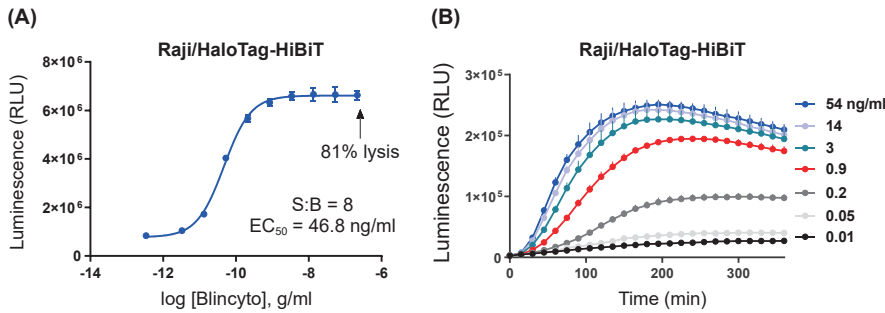 (A)
Raji/HaloTag-HiBiT
Luminescence (RLU)
8×10⁶
6×10⁶
4×10⁶
2×10⁶
0
-14
-12
-10
-8
-6
log [Blincyto], g/ml
81% lysis
S:B = 8
EC₅₀ = 46.8 ng/ml
(B)
Raji/HaloTag-HiBiT
Luminescence (RLU)
3×10⁵
2×10⁵
1×10⁵
0
0
100
200
300
Time (min)
54 ng/ml
14
3
0.9
0.2
0.05
0.01